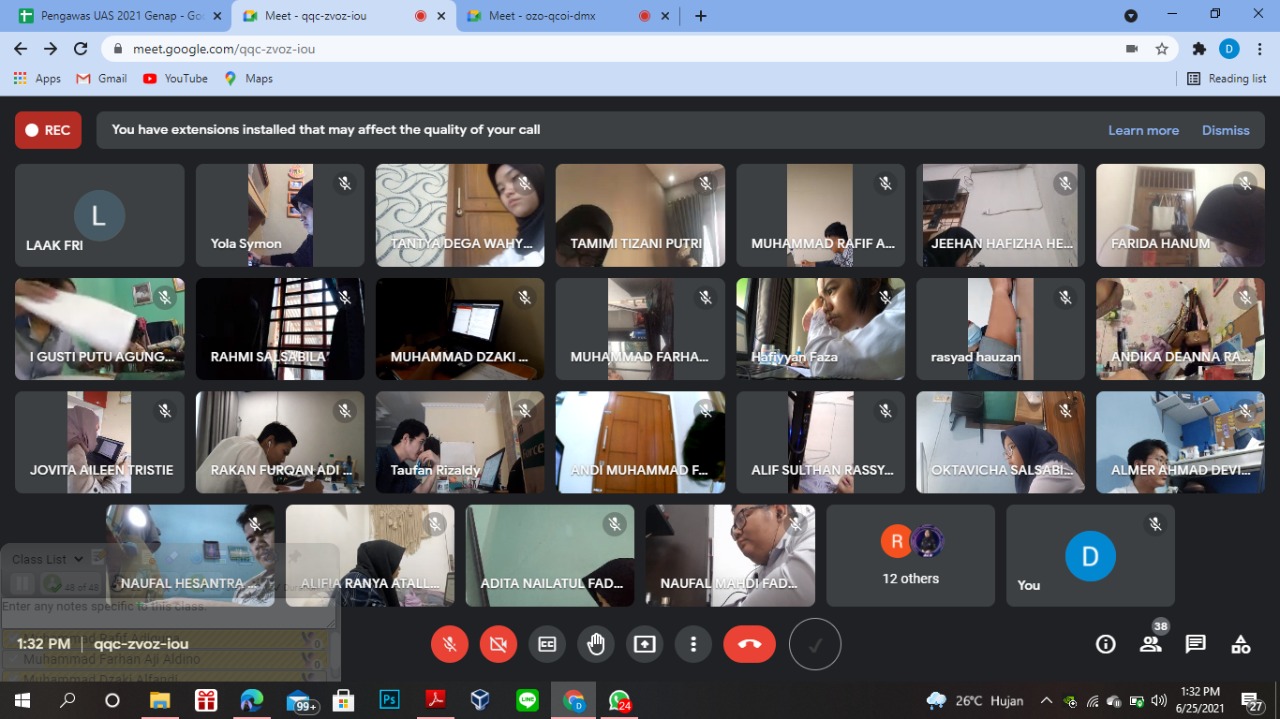 Pengawas UAS 2021 Genap - Go
Meet - qqc-zvoz-iou
Meet - ozo-qcoi-dmx
meet.google.com/qqc-zvoz-iou
D
Apps
Gmail
YouTube
Maps
Reading list
REC
You have extensions installed that may affect the quality of your call
Learn more
Dismiss
L
LAAK FRI
Yola Symon
TANTYA DEGA WAHY...
TAMIMI TIZANI PUTRI
MUHAMMAD RAFIF A...
JEEHAN HAFIZHA HE...
FARIDA HANUM
I GUSTI PUTU AGUNG...
RAHMI SALSABILA
MUHAMMAD DZAKI ...
MUHAMMAD FARHA...
Hafiyyan Faza
rasyad hauzan
ANDIKA DEANNA RA...
JOVITA AILEEN TRISTIE
RAKAN FURQAN ADI ...
Taufan Rizaldy
ANDI MUHAMMAD F...
ALIF SULTHAN RASSY...
OKTAVICHA SALSABI...
ALMER AHMAD DEVI...
NAUFAL HESANTRA
ALIFIA RANYA ATALL...
ADITA NAILATUL FAD...
NAUFAL MAHDI FAD...
R
12 others
D
You
Class List
48 of 48
Enter any notes specific to this class.
Muhammad Farhan Aji Aldino
0
Muhammad Dzaki Alfandi
1:32 PM | qqc-zvoz-iou
38
99+
Ps
LINE
D
24
26°C Hujan
1:32 PM
6/25/2021
27